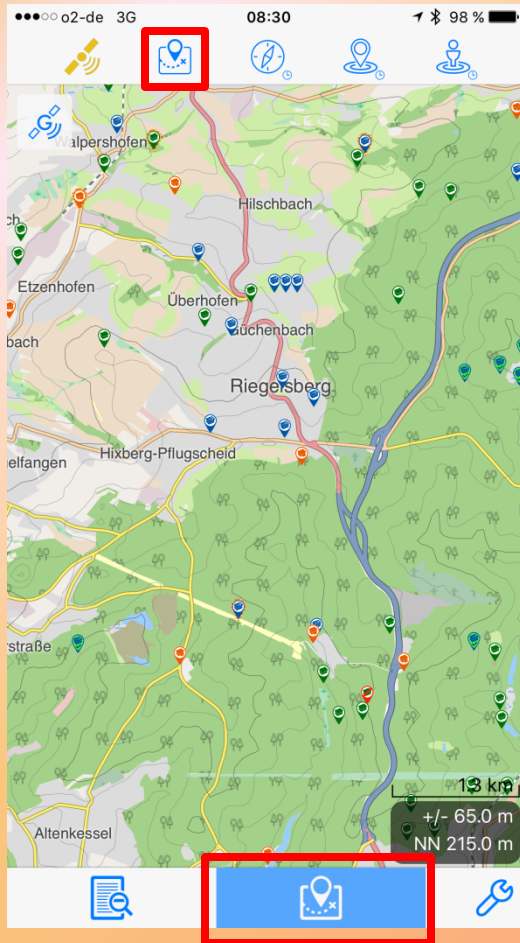 o2-de 3G 08:30 98 %
G
Walpershofen
Hilschbach
Etzenhofen
Überhofen
bach
Güchenbach
Riegelsberg
Hixberg-Pflugscheid
elfangen
rstraße
1,3 km
+/- 65.0 m
Altenkessel
NN 215.0 m